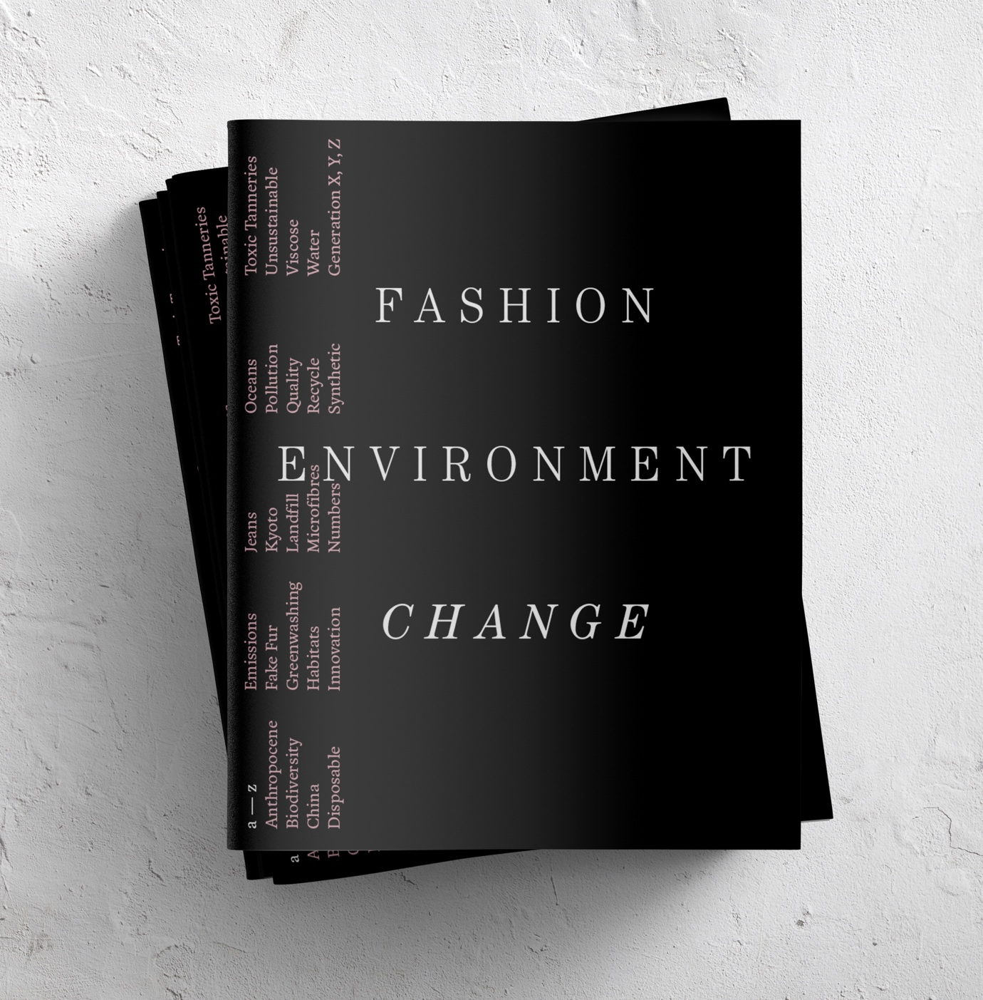 FASHION
ENVIRONMENT
CHANGE
a — z
Anthropocene
Biodiversity
China
Disposable
Emissions
Fake Fur
Greenwashing
Habitats
Innovation
Jeans
Kyoto
Landfill
Microfibres
Numbers
Oceans
Pollution
Quality
Recycle
Synthetic
Toxic Tanneries
Unsustainable
Viscose
Water
Generation X, Y, Z
Toxic Tanneries
a